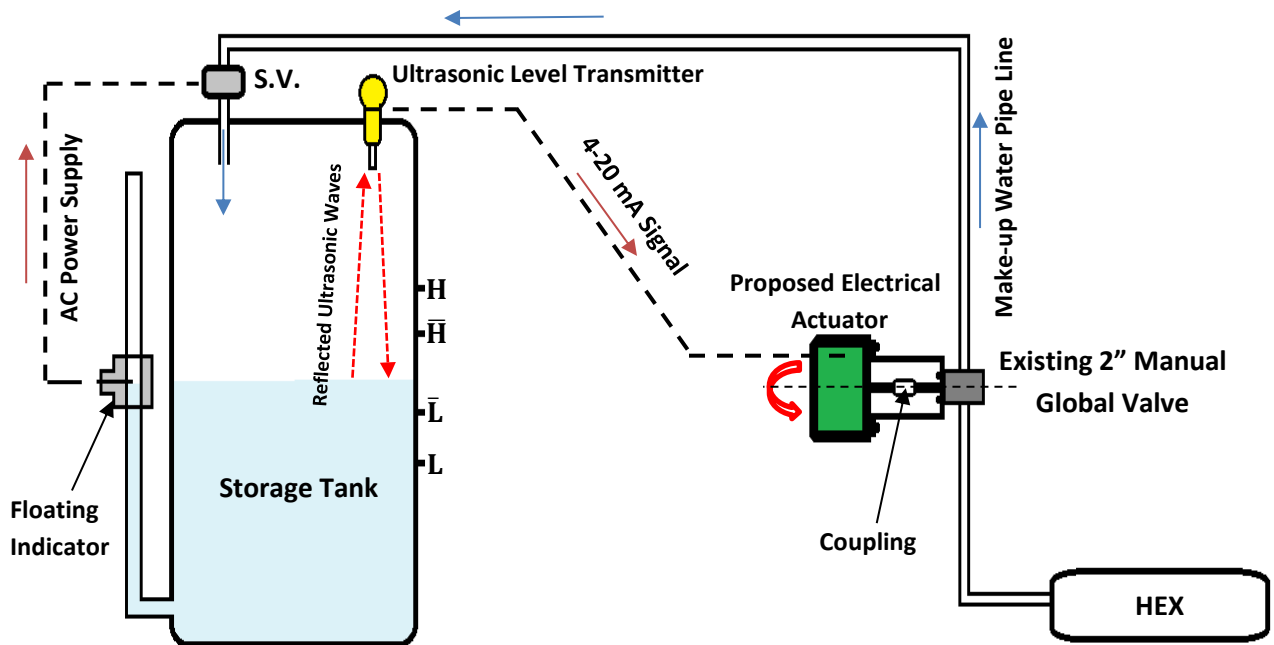 S.V.
Ultrasonic Level Transmitter
AC Power Supply
Reflected Ultrasonic Waves
4-20 mA Signal
Make-up Water Pipe Line
H
H̅
L̅
L
Proposed Electrical
Actuator
Existing 2” Manual
Global Valve
Storage Tank
Floating
Indicator
Coupling
HEX